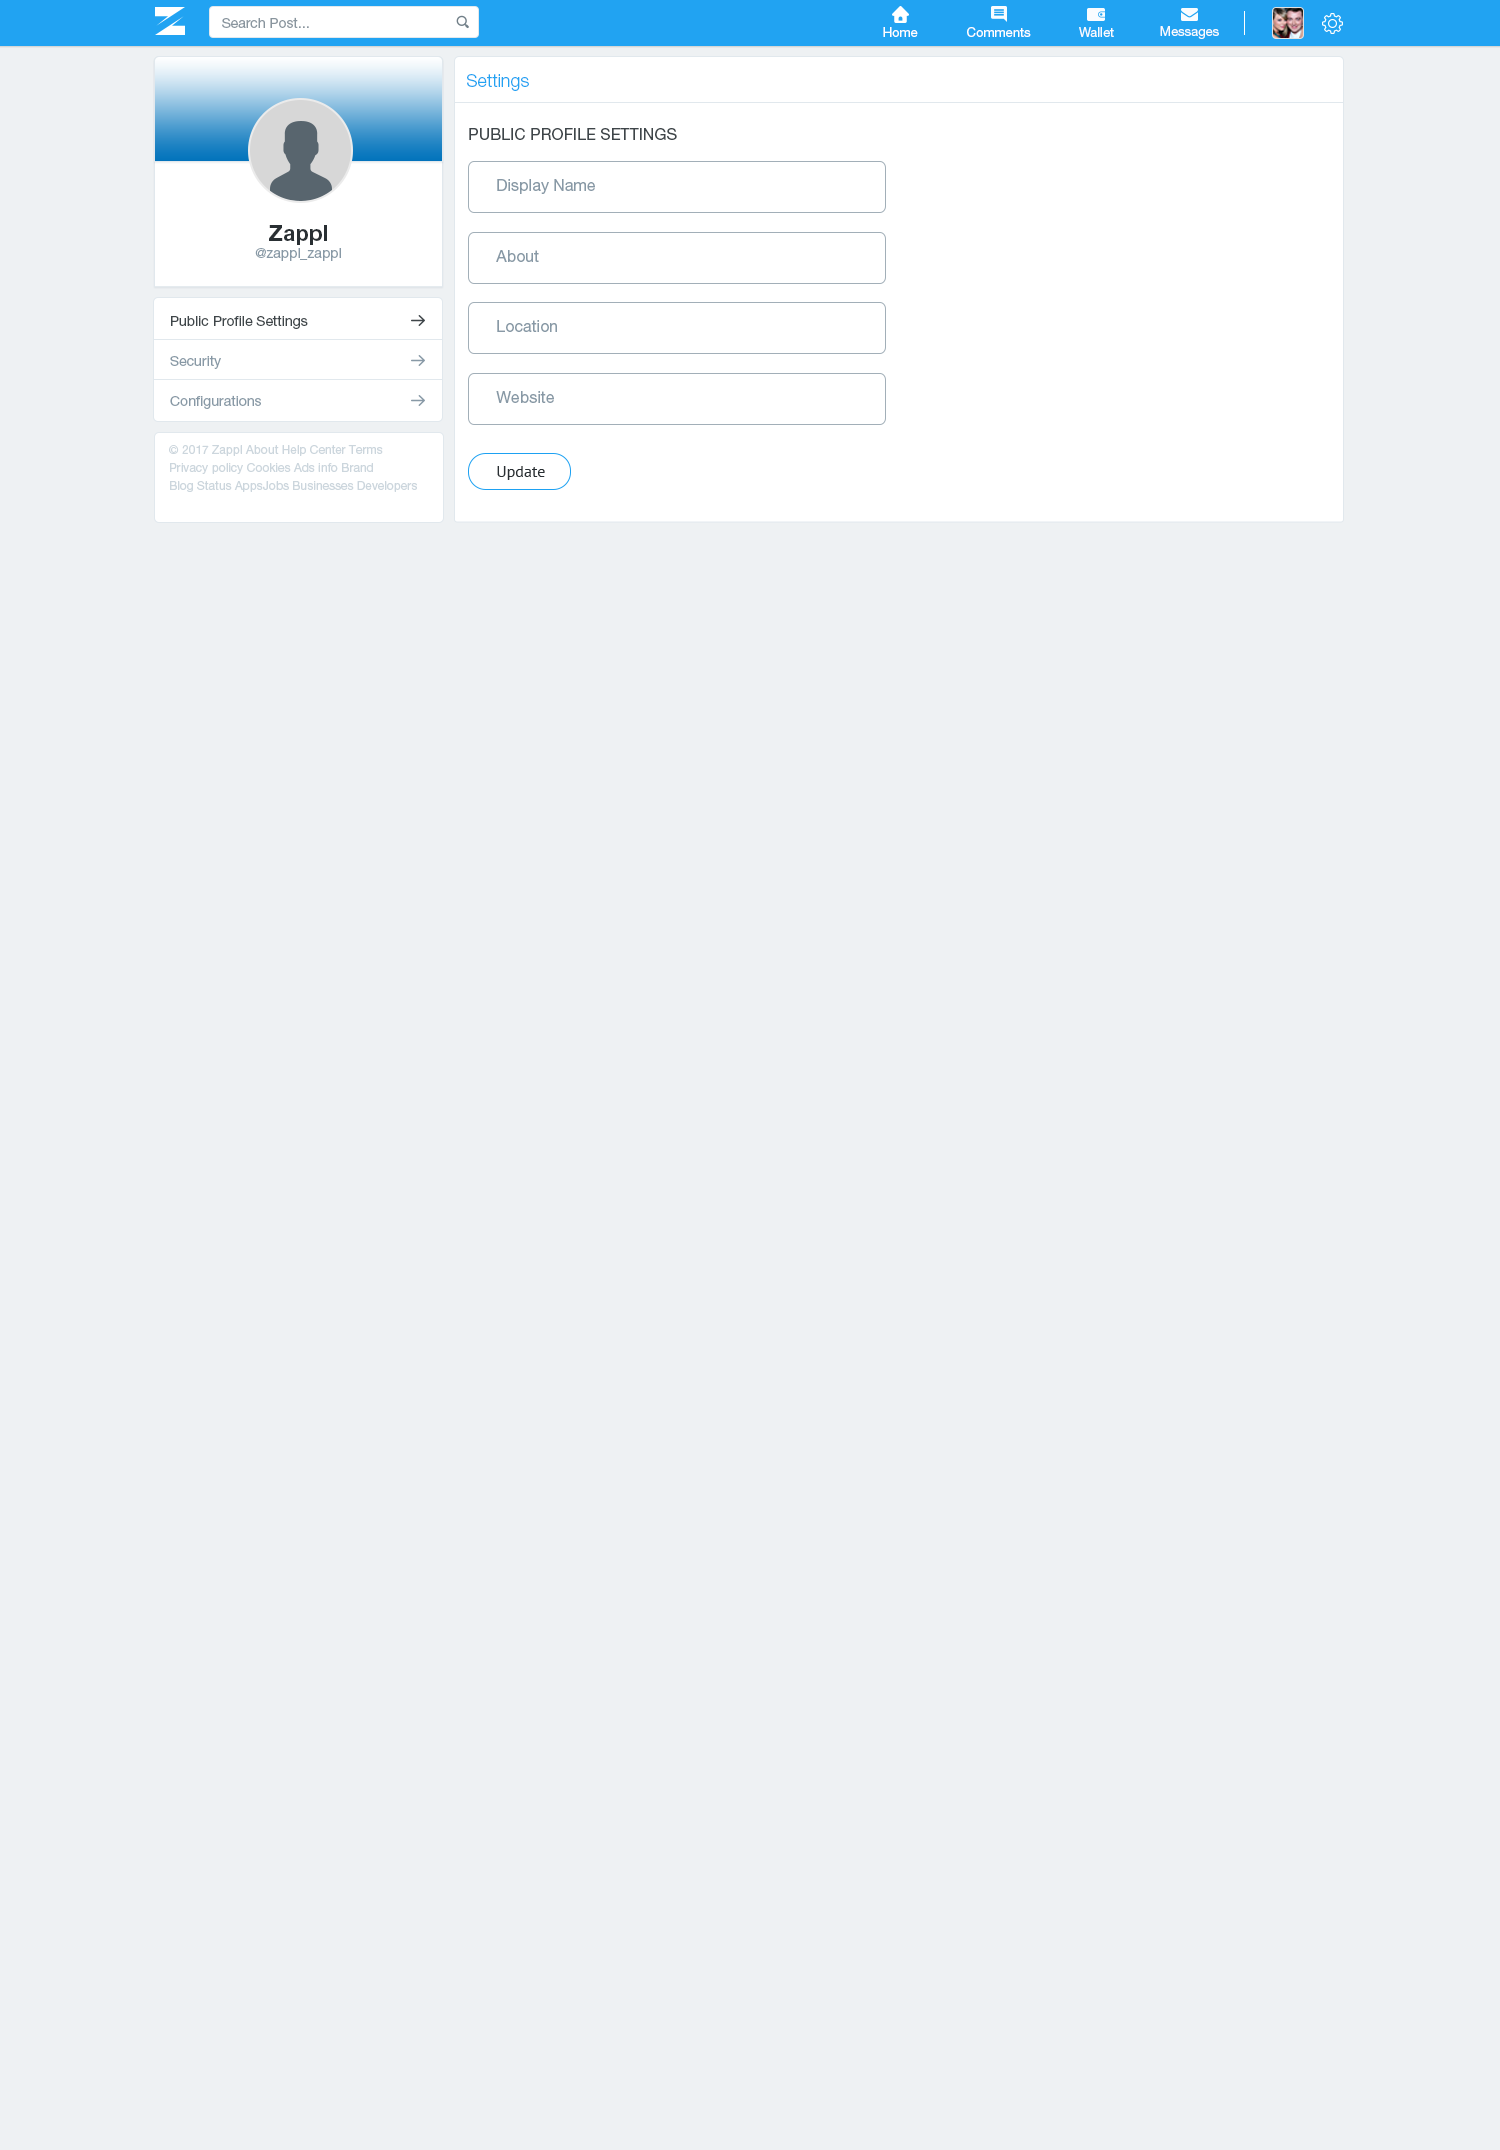 Search Post...
Home
Comments
Wallet
Messages
Settings
PUBLIC PROFILE SETTINGS
Display Name
About
Location
Website
Update
Zappl
@zappl_zappl
Public Profile Settings
Security
Configurations
© 2017 Zappl About Help Center Terms
Privacy policy Cookies Ads info Brand
Blog Status AppsJobs Businesses Developers